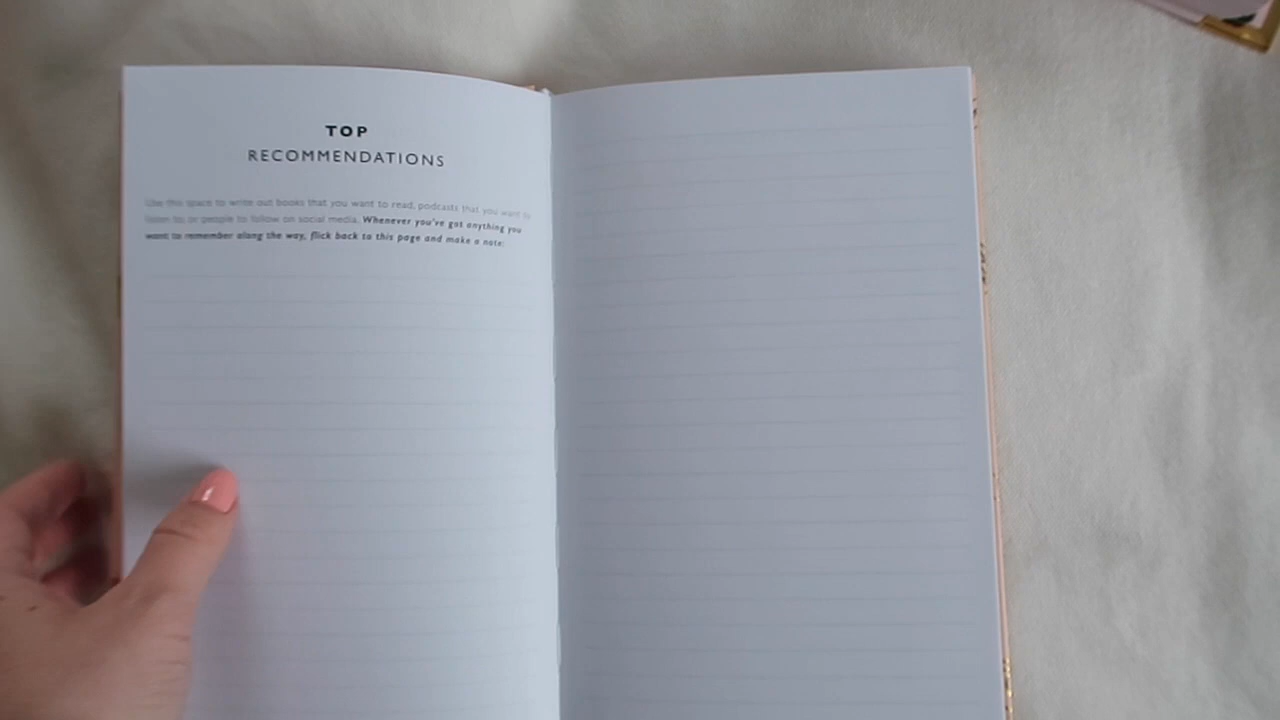 TOP
RECOMMENDATIONS
Use this space to write out books that you want to read, podcasts that you want to
listen to, or people to follow on social media. Whenever you've got anything you
want to remember along the way, flick back to this page and make a note: